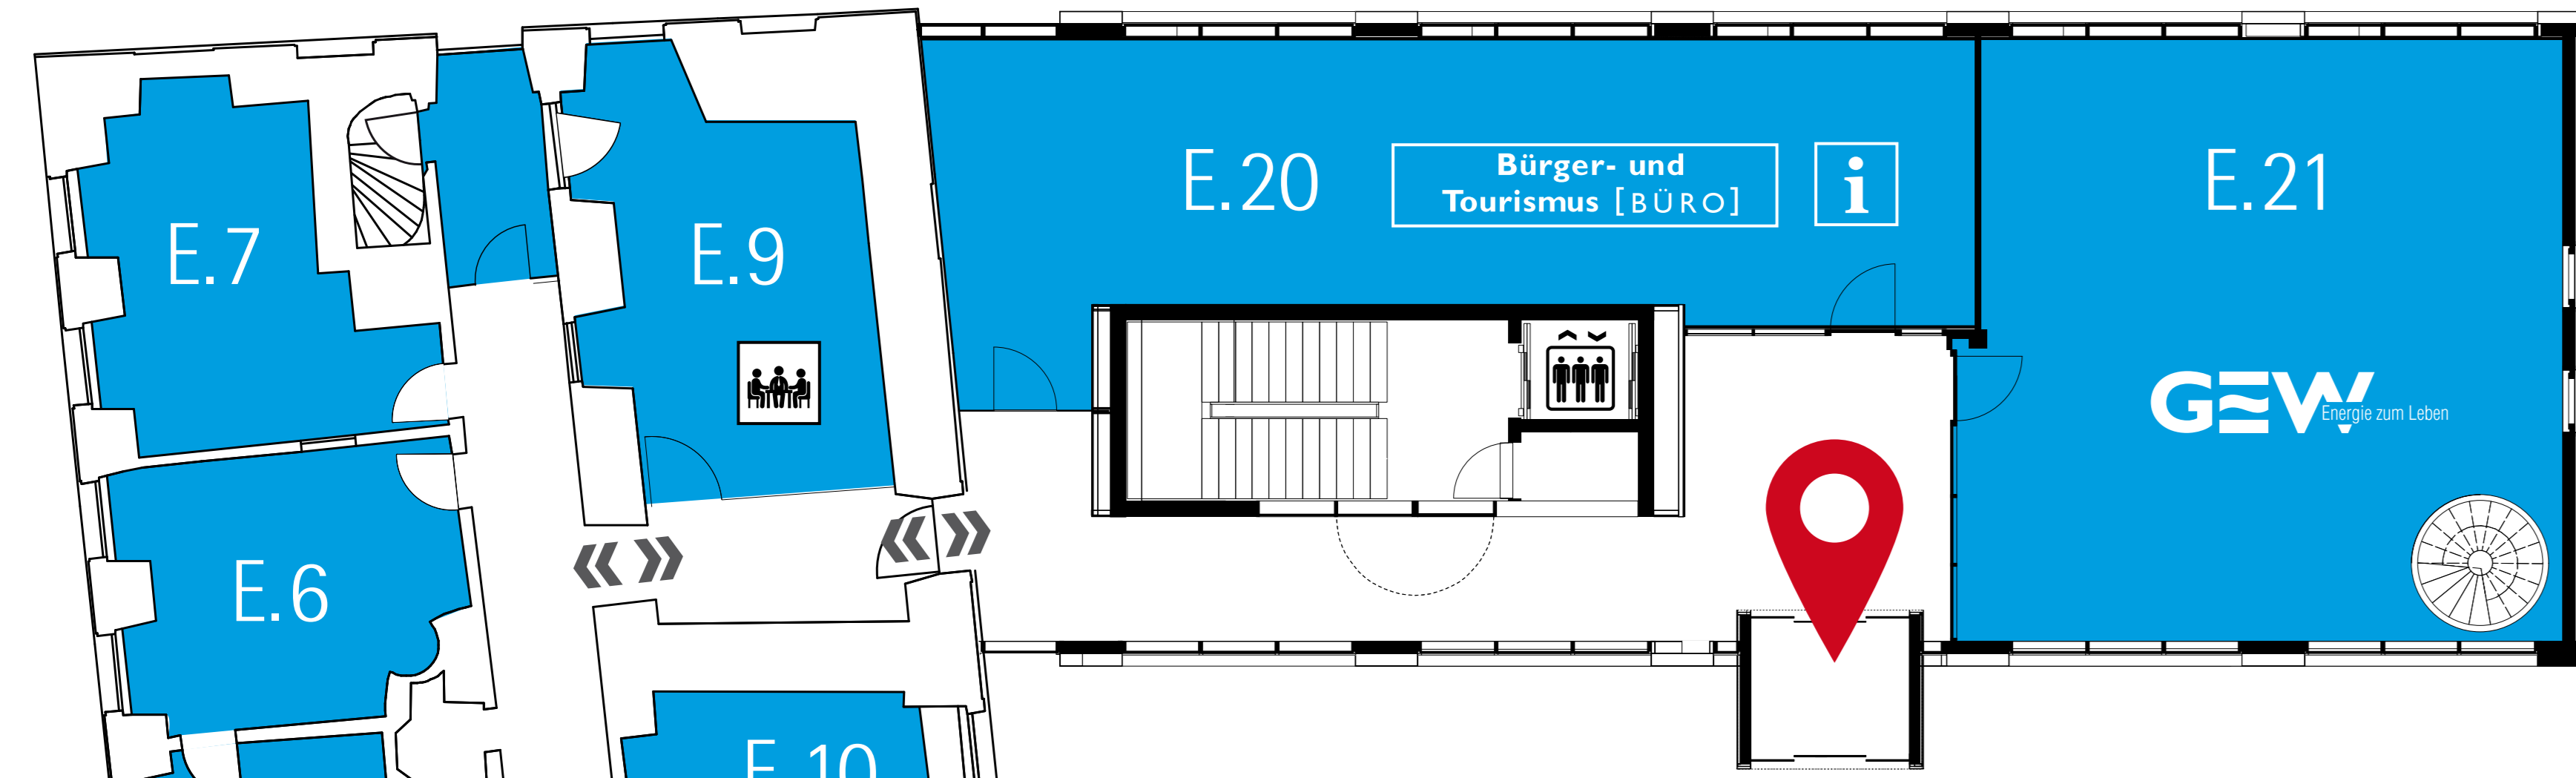 E.20
Bürger- und
Tourismus [BÜRO]
i
E.21
E.7
E.9
GEW
Energie zum Leben
E.6
E.10